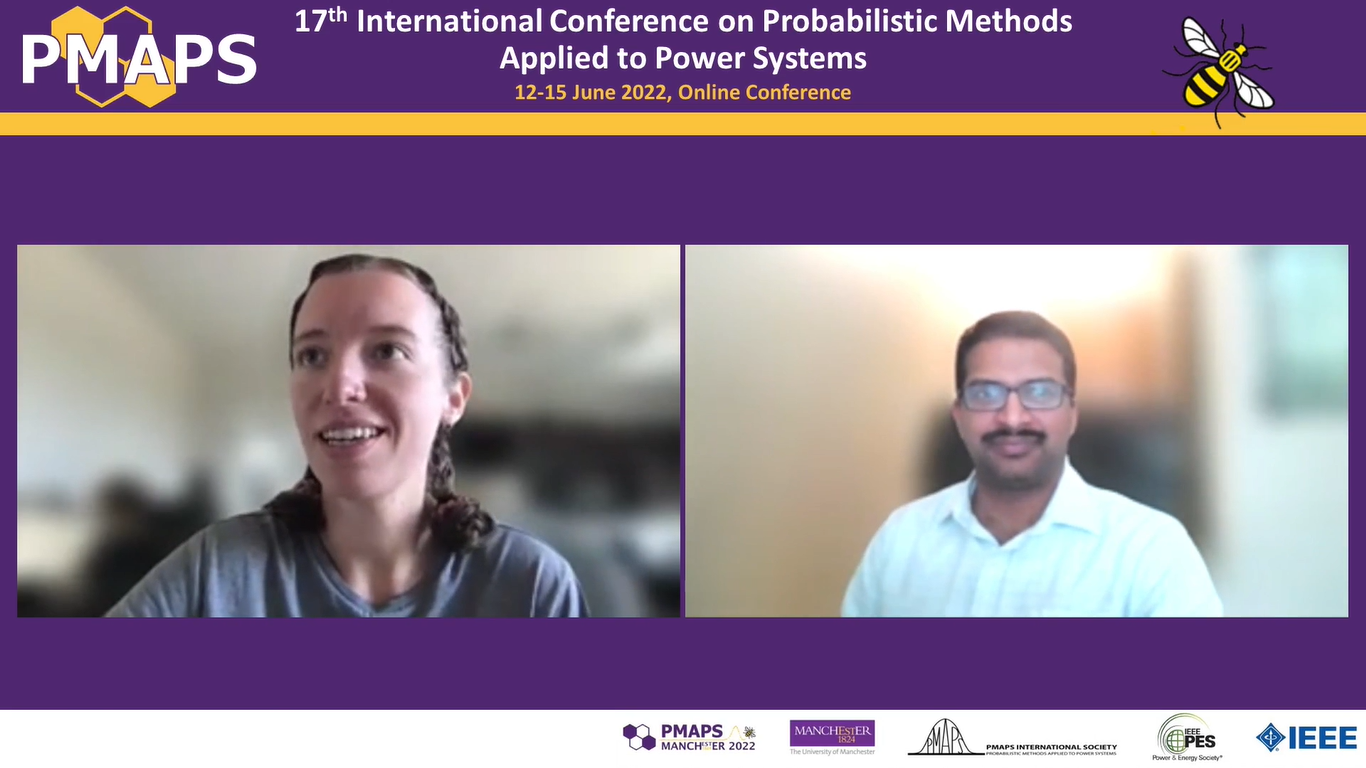 PMAPS
17th International Conference on Probabilistic Methods
Applied to Power Systems
12-15 June 2022, Online Conference
PMAPS
MANCHESTER 2022
MANCHESTER
1824
The University of Manchester
PMAPS
PMAPS INTERNATIONAL SOCIETY
PROBABILISTIC METHODS APPLIED TO POWER SYSTEMS
IEEE
PES
Power & Energy Society®
IEEE